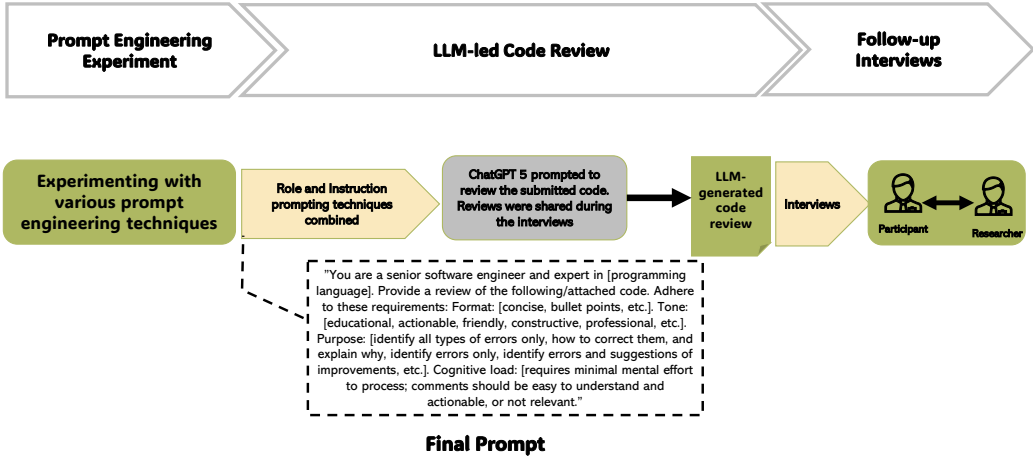 Prompt Engineering
Experiment
LLM-led Code Review
Follow-up
Interviews
Experimenting with
various prompt
engineering techniques
Role and Instruction
prompting techniques
combined
ChatGPT 5 prompted to
review the submitted code.
Reviews were shared during
the interviews
LLM-
generated
code
review
Interviews
Participant
Researcher
"You are a senior software engineer and expert in [programming
language]. Provide a review of the following/attached code. Adhere
to these requirements: Format: [concise, bullet points, etc.]. Tone:
[educational, actionable, friendly, constructive, professional, etc.].
Purpose: [identify all types of errors only, how to correct them, and
explain why, identify errors only, identify errors and suggestions of
improvements, etc.]. Cognitive load: [requires minimal mental effort
to process; comments should be easy to understand and
actionable, or not relevant."
Final Prompt